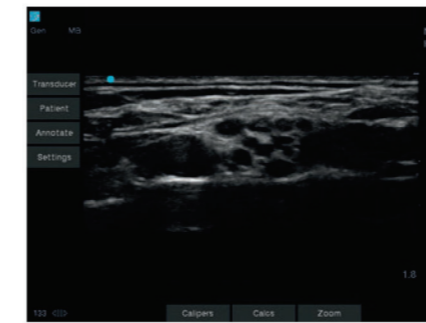 Gen MB
Transducer
Patient
Annotate
Settings
1.8
133
Calipers Calcs Zoom